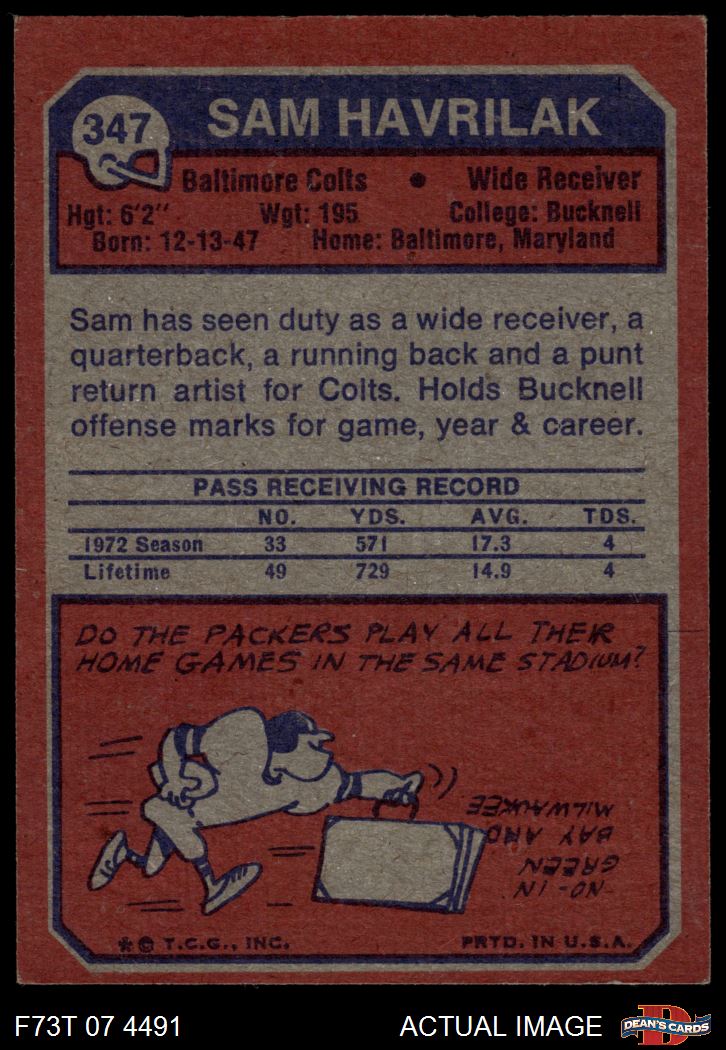 347
SAM HAVRILAK
Baltimore Colts • Wide Receiver
Hgt: 6'2" Wgt: 195 College: Bucknell
Born: 12-13-47 Home: Baltimore, Maryland
Sam has seen duty as a wide receiver, a
quarterback, a running back and a punt
return artist for Colts. Holds Bucknell
offense marks for game, year & career.
PASS RECEIVING RECORD
NO. YDS. AVG. TDS.
1972 Season 33 571 17.3 4
Lifetime 49 729 14.9 4
DO THE PACKERS PLAY ALL THEIR
HOME GAMES IN THE SAME STADIUM?
NO-IN
GREEN
BAY AND
MILWAUKEE
* © T.C.G., INC. PRTD. IN U.S.A.
F73T 07 4491 ACTUAL IMAGE
D
DEAN'S CARDS